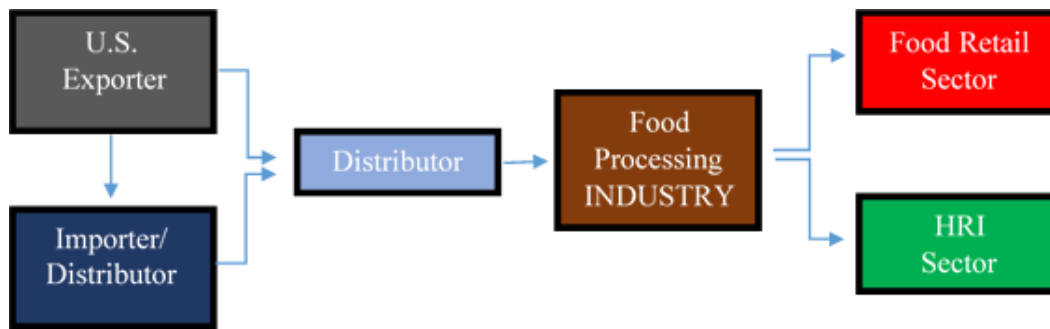 U.S.
Exporter
Importer/
Distributor
Distributor
Food
Processing
INDUSTRY
Food Retail
Sector
HRI
Sector